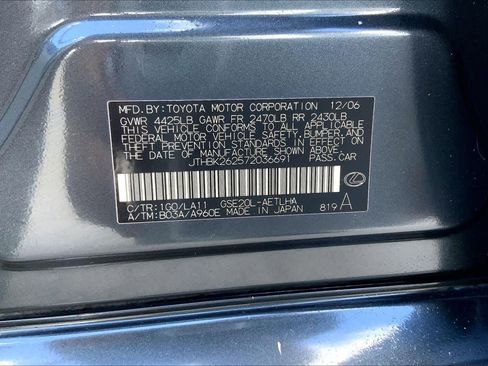 MFD.BY:TOYOTA MOTOR CORPORATION 12/06
GVWR 4425LB GAWR FR 2470LB RR 2430LB
THIS VEHICLE CONFORMS TO ALL APPLICABLE
FEDERAL MOTOR VEHICLE SAFETY, BUMPER, AND
THEFT PREVENTION STANDARDS IN EFFECT ON
THE DATE OF MANUFACTURE SHOWN ABOVE.
JTHBK262572036691 PASS.CAR
C/TR:1G0/LA11 GSE20L-AETLHA
A/TM:B03A/A960E MADE IN JAPAN 819 A